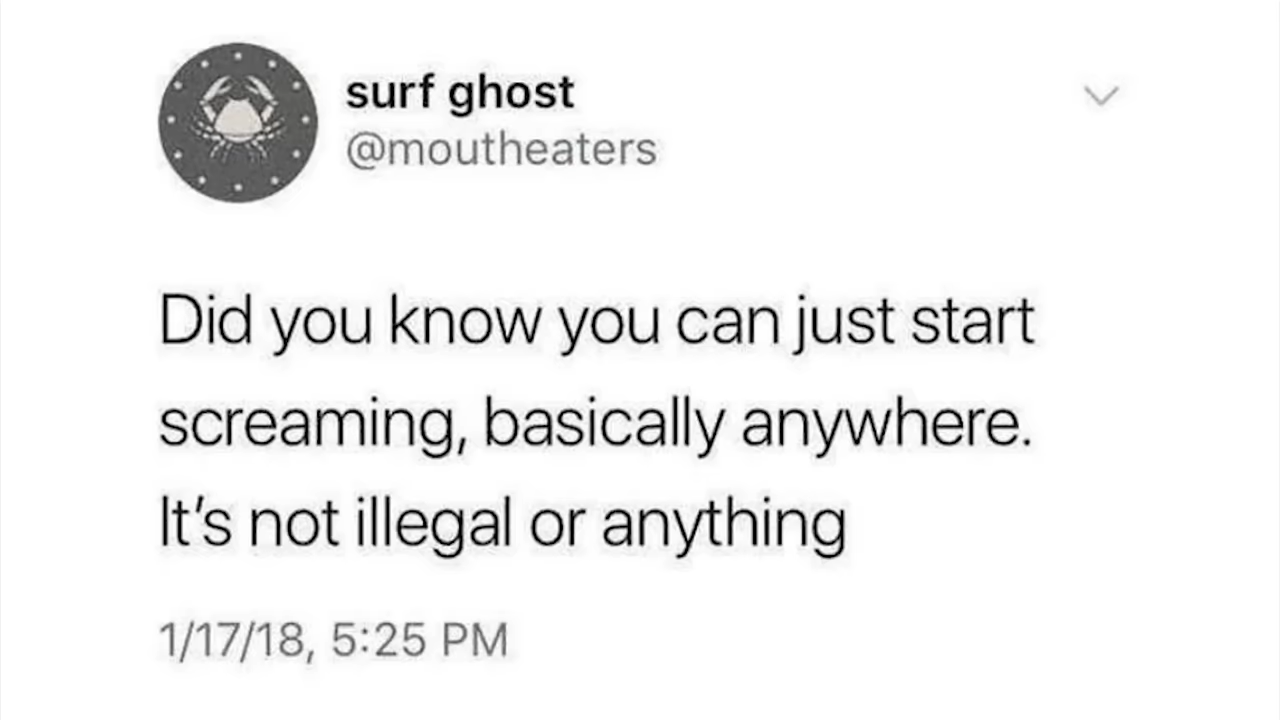 surf ghost
@moutheaters
Did you know you can just start
screaming, basically anywhere.
It's not illegal or anything
1/17/18, 5:25 PM